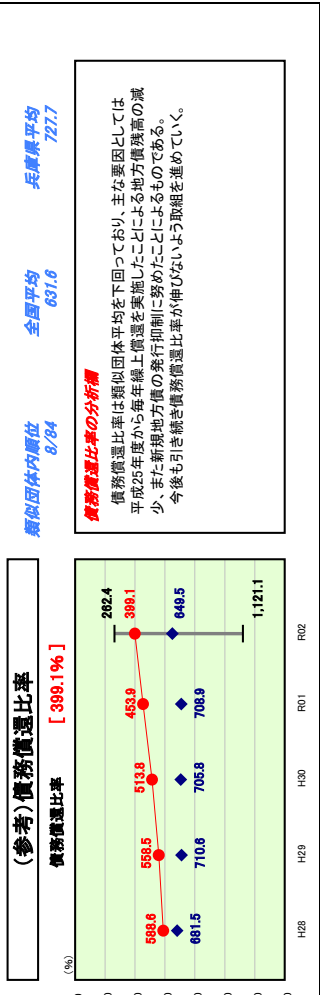 (参考)債務償還比率
債務償還比率 [ 399.1% ]
類似団体内順位 全国平均 兵庫県平均
8/84 631.6 727.7
(%)
262.4
588.6 558.5 513.8 453.9 399.1
681.5 710.6 705.8 708.9 649.5
1,121.1
H28 H29 H30 R01 R02
債務償還比率の分析欄
債務償還比率は類似団体平均を下回っており、主な要因としては
平成25年度から毎年繰上償還を実施したことによる地方債残高の減
少、また新規地方債の発行抑制に努めたことによるものである。
今後も引き続き債務償還比率が伸びないよう取組を進めていく。